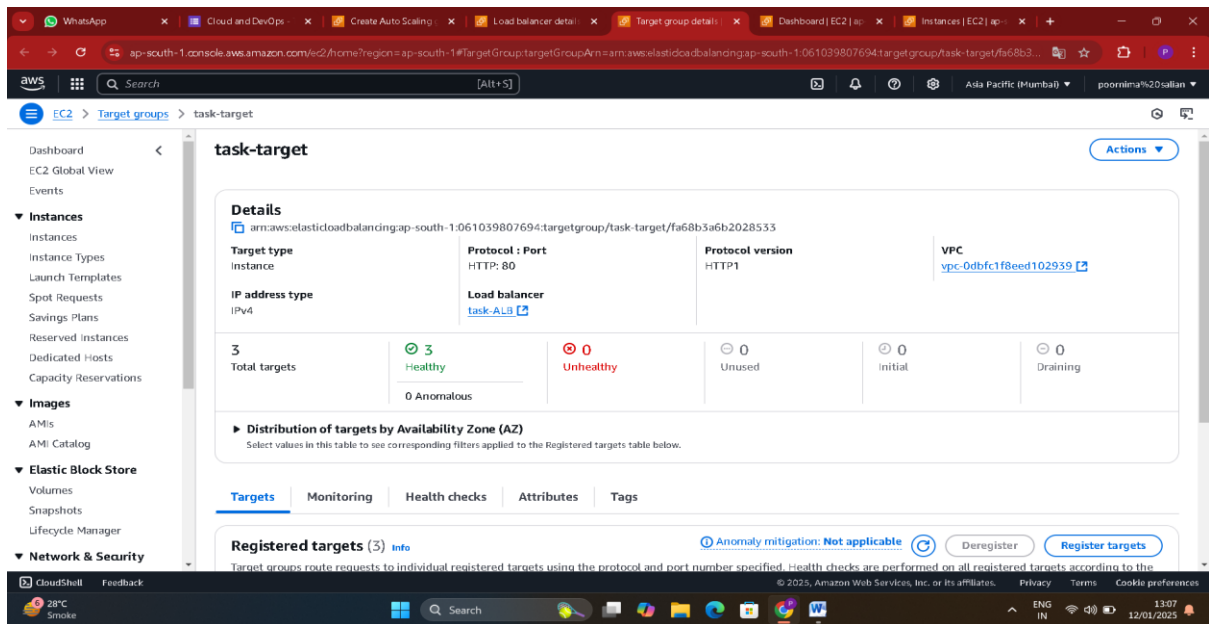 WhatsApp
Cloud and DevOps -
Create Auto Scaling
Load balancer detail
Target group details
Dashboard | EC2 | ap
Instances | EC2 | ap-s
ap-south-1.console.aws.amazon.com/ec2/home?region=ap-south-1#TargetGroup:targetGroupArn=arn:aws:elasticloadbalancing:ap-south-1:061039807694:targetgroup/task-target/fa68b3...
P
aws
Search
[Alt+S]
Asia Pacific (Mumbai)
poornima%20salian
EC2 > Target groups > task-target
Dashboard
EC2 Global View
Events
Instances
Instances
Instance Types
Launch Templates
Spot Requests
Savings Plans
Reserved Instances
Dedicated Hosts
Capacity Reservations
Images
AMIs
AMI Catalog
Elastic Block Store
Volumes
Snapshots
Lifecycle Manager
Network & Security
task-target
Actions
Details
arn:aws:elasticloadbalancing:ap-south-1:061039807694:targetgroup/task-target/fa68b3a6b2028533
Target type
Instance
Protocol : Port
HTTP: 80
Protocol version
HTTP1
VPC
vpc-0dbfc1f8eed102939
IP address type
IPv4
Load balancer
task-ALB
3
Total targets
3
Healthy
0 Anomalous
0
Unhealthy
0
Unused
0
Initial
0
Draining
Distribution of targets by Availability Zone (AZ)
Select values in this table to see corresponding filters applied to the Registered targets table below.
Targets
Monitoring
Health checks
Attributes
Tags
Registered targets (3) Info
Anomaly mitigation: Not applicable
Deregister
Register targets
Target groups route requests to individual registered targets using the protocol and port number specified. Health checks are performed on all registered targets according to the
CloudShell
Feedback
© 2025, Amazon Web Services, Inc. or its affiliates.
Privacy
Terms
Cookie preferences
6
28°C
Smoke
Search
ENG
IN
13:07
12/01/2025